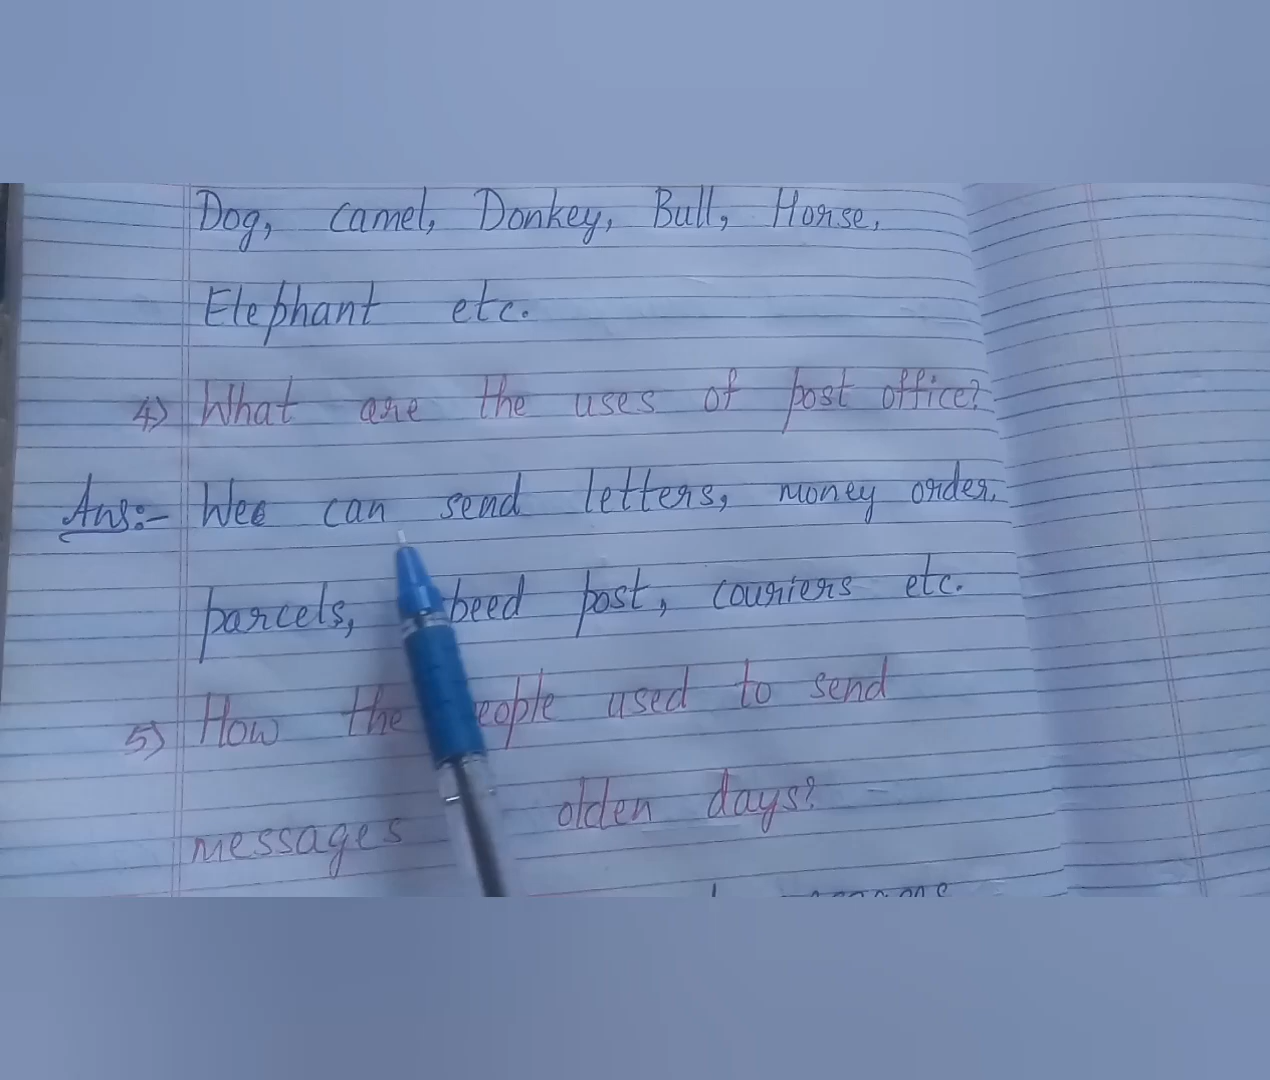 Dog, Camel, Donkey, Bull, Horse,
Elephant etc.
4) What are the uses of post office?
Ans:- Wee can send letters, money order,
parcels, peed post, couriers etc.
5) How the eople used to send
messages olden days?